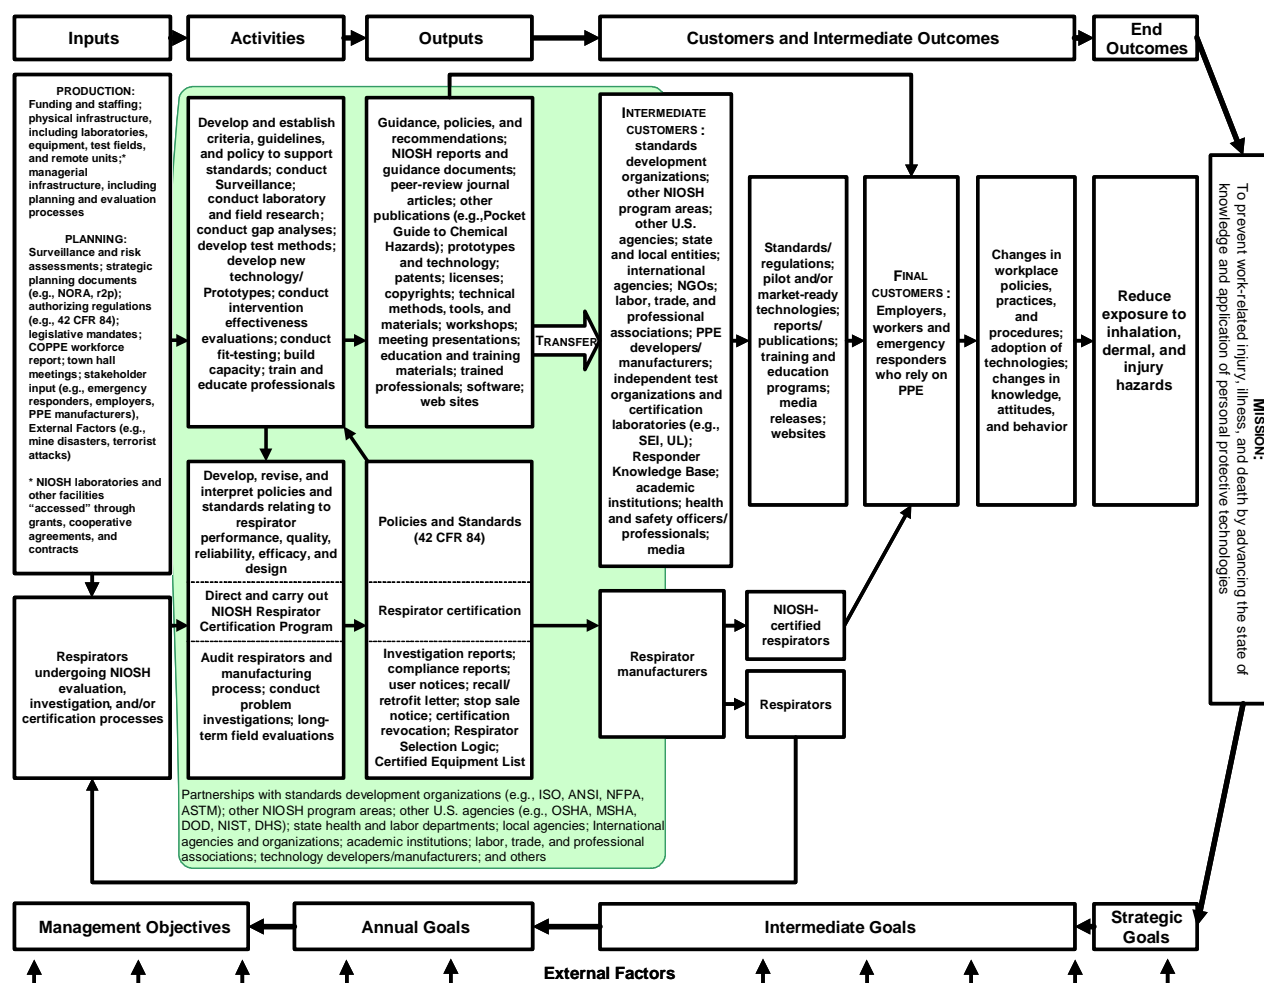 Inputs
Activities
Outputs
Customers and Intermediate Outcomes
End
Outcomes
PRODUCTION:
Funding and staffing;
physical infrastructure,
including laboratories,
equipment, test fields,
and remote units;*
managerial
infrastructure, including
planning and evaluation
processes
PLANNING:
Surveillance and risk
assessments; strategic
planning documents
(e.g., NORA, r2p);
authorizing regulations
(e.g., 42 CFR 84);
legislative mandates;
COPPE workforce
report; town hall
meetings; stakeholder
input (e.g., emergency
responders, employers,
PPE manufacturers),
External Factors (e.g.,
mine disasters, terrorist
attacks)
* NIOSH laboratories and
other facilities
“accessed” through
grants, cooperative
agreements, and
contracts
Respirators
undergoing NIOSH
evaluation,
investigation, and/or
certification processes
Develop and establish
criteria, guidelines,
and policy to support
standards; conduct
Surveillance;
conduct laboratory
and field research;
conduct gap analyses;
develop test methods;
develop new
technology/
Prototypes; conduct
intervention
effectiveness
evaluations; conduct
fit-testing; build
capacity; train and
educate professionals
Develop, revise, and
interpret policies and
standards relating to
respirator
performance, quality,
reliability, efficacy, and
design
Direct and carry out
NIOSH Respirator
Certification Program
Audit respirators and
manufacturing
process; conduct
problem
investigations; long-
term field evaluations
Guidance, policies, and
recommendations;
NIOSH reports and
guidance documents;
peer-review journal
articles; other
publications (e.g.,Pocket
Guide to Chemical
Hazards); prototypes
and technology;
patents; licenses;
copyrights; technical
methods, tools, and
materials; workshops;
meeting presentations;
education and training
materials; trained
professionals; software;
web sites
Policies and Standards
(42 CFR 84)
Respirator certification
Investigation reports;
compliance reports;
user notices; recall/
retrofit letter; stop sale
notice; certification
revocation; Respirator
Selection Logic;
Certified Equipment List
TRANSFER
INTERMEDIATE
CUSTOMERS :
standards
development
organizations;
other NIOSH
program areas;
other U.S.
agencies; state
and local entities;
international
agencies; NGOs;
labor, trade, and
professional
associations; PPE
developers/
manufacturers;
independent test
organizations and
certification
laboratories (e.g.,
SEI, UL);
Responder
Knowledge Base;
academic
institutions; health
and safety officers/
professionals;
media
Respirator
manufacturers
Standards/
regulations;
pilot and/or
market-ready
technologies;
reports/
publications;
training and
education
programs;
media
releases;
websites
NIOSH-
certified
respirators
Respirators
FINAL
CUSTOMERS :
Employers,
workers and
emergency
responders
who rely on
PPE
Changes in
workplace
policies,
practices,
and
procedures;
adoption of
technologies;
changes in
knowledge,
attitudes,
and behavior
Reduce
exposure to
inhalation,
dermal, and
injury
hazards
MISSION:
To prevent work-related injury, illness, and death by advancing the state of
knowledge and application of personal protective technologies
Partnerships with standards development organizations (e.g., ISO, ANSI, NFPA,
ASTM); other NIOSH program areas; other U.S. agencies (e.g., OSHA, MSHA,
DOD, NIST, DHS); state health and labor departments; local agencies; International
agencies and organizations; academic institutions; labor, trade, and professional
associations; technology developers/manufacturers; and others
Management Objectives
Annual Goals
Intermediate Goals
Strategic
Goals
External Factors